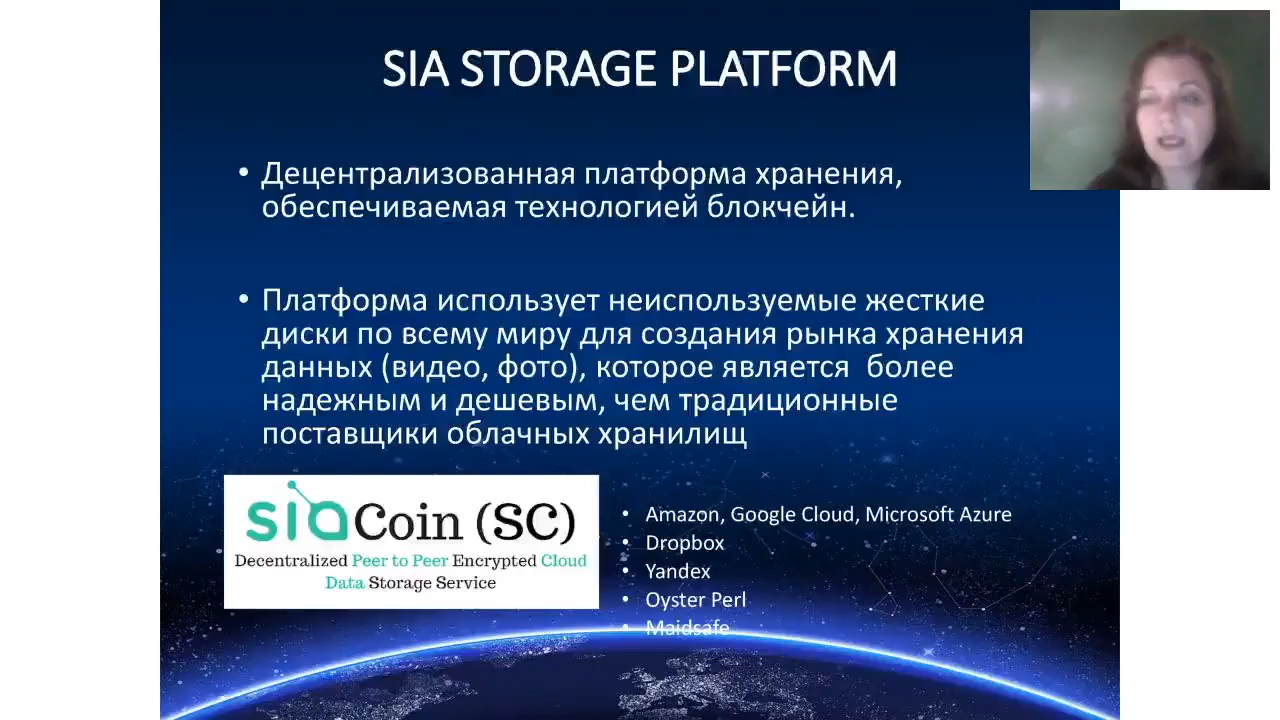 SIA STORAGE PLATFORM
• Децентрализованная платформа хранения,
обеспечиваемая технологией блокчейн.
• Платформа использует неиспользуемые жесткие
диски по всему миру для создания рынка хранения
данных (видео, фото), которое является  более
надежным и дешевым, чем традиционные
поставщики облачных хранилищ
sia Coin (SC)
Decentralized Peer to Peer Encrypted Cloud
Data Storage Service
• Amazon, Google Cloud, Microsoft Azure
• Dropbox
• Yandex
• Oyster Perl
• Maidsafe